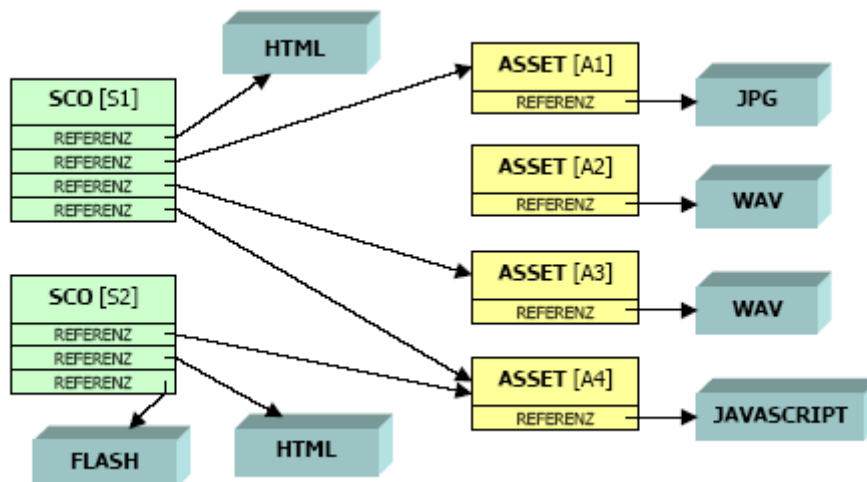 HTML
SCO [S1]
REFERENZ
REFERENZ
REFERENZ
REFERENZ
ASSET [A1]
REFERENZ
JPG
ASSET [A2]
REFERENZ
WAV
ASSET [A3]
REFERENZ
WAV
SCO [S2]
REFERENZ
REFERENZ
REFERENZ
ASSET [A4]
REFERENZ
JAVASCRIPT
FLASH
HTML